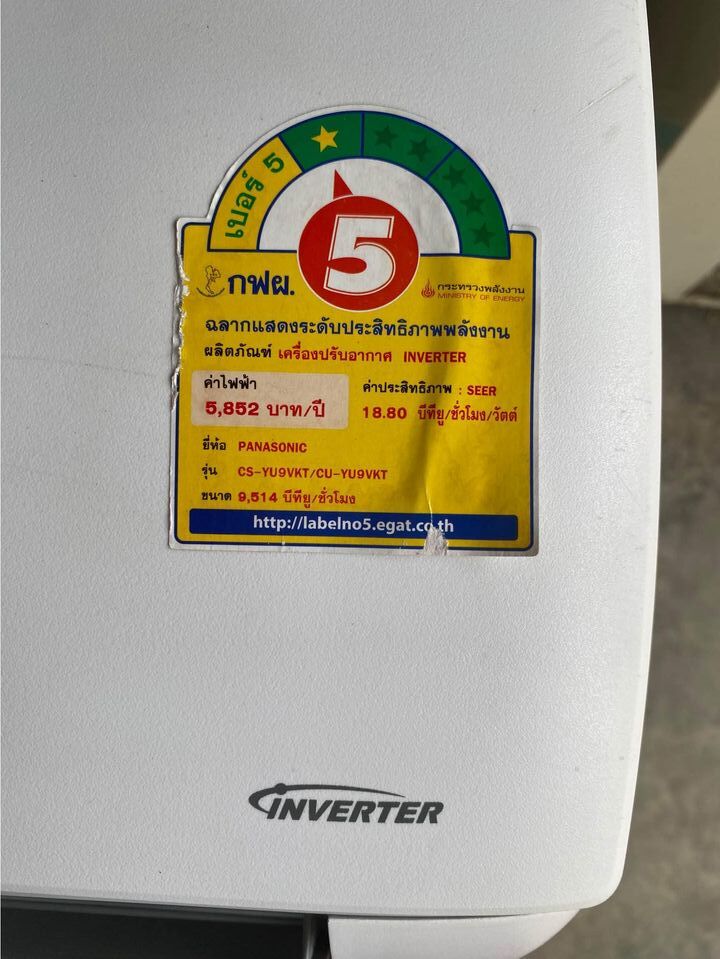 เบอร์ 5
5
กฟผ.
กระทรวงพลังงาน
MINISTRY OF ENERGY
ฉลากแสดงระดับประสิทธิภาพพลังงาน
ผลิตภัณฑ์ เครื่องปรับอากาศ INVERTER
ค่าไฟฟ้า
5,852 บาท/ปี
ค่าประสิทธิภาพ : SEER
18.80 บีทียู/ชั่วโมง/วัตต์
ยี่ห้อ PANASONIC
รุ่น CS-YU9VKT/CU-YU9VKT
ขนาด 9,514 บีทียู/ชั่วโมง
http://labelno5.egat.co.th
INVERTER